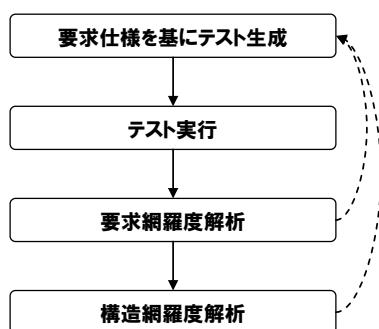 要求仕様を基にテスト生成
テスト実行
要求網羅度解析
構造網羅度解析